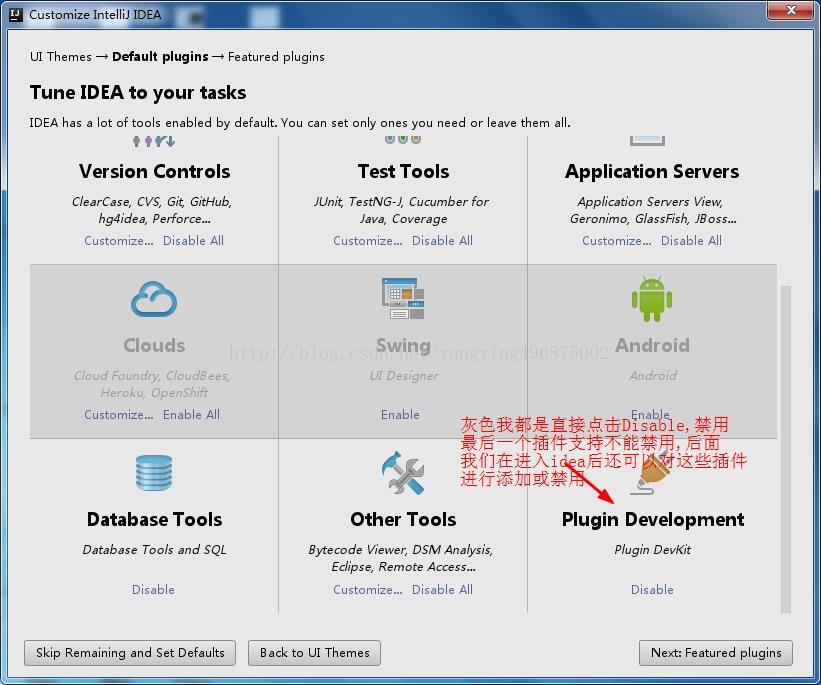 Customize IntelliJ IDEA
UI Themes → Default plugins → Featured plugins
Tune IDEA to your tasks
IDEA has a lot of tools enabled by default. You can set only ones you need or leave them all.
Version Controls
ClearCase, CVS, Git, GitHub,
hg4idea, Perforce...
Customize... Disable All
Test Tools
JUnit, TestNG-J, Cucumber for
Java, Coverage
Customize... Disable All
Application Servers
Application Servers View,
Geronimo, GlassFish, JBoss...
Customize... Disable All
Clouds
Cloud Foundry, CloudBees,
Heroku, OpenShift
Customize... Enable All
Swing
UI Designer
Enable
Android
Android
Enable
http://blog.csdn.net/yangying496875002
灰色我都是直接点击Disable,禁用
最后一个插件支持不能禁用,后面
我们在进入idea后还可以对这些插件
进行添加或禁用
Database Tools
Database Tools and SQL
Disable
Other Tools
Bytecode Viewer, DSM Analysis,
Eclipse, Remote Access...
Customize... Disable All
Plugin Development
Plugin DevKit
Disable
Skip Remaining and Set Defaults
Back to UI Themes
Next: Featured plugins